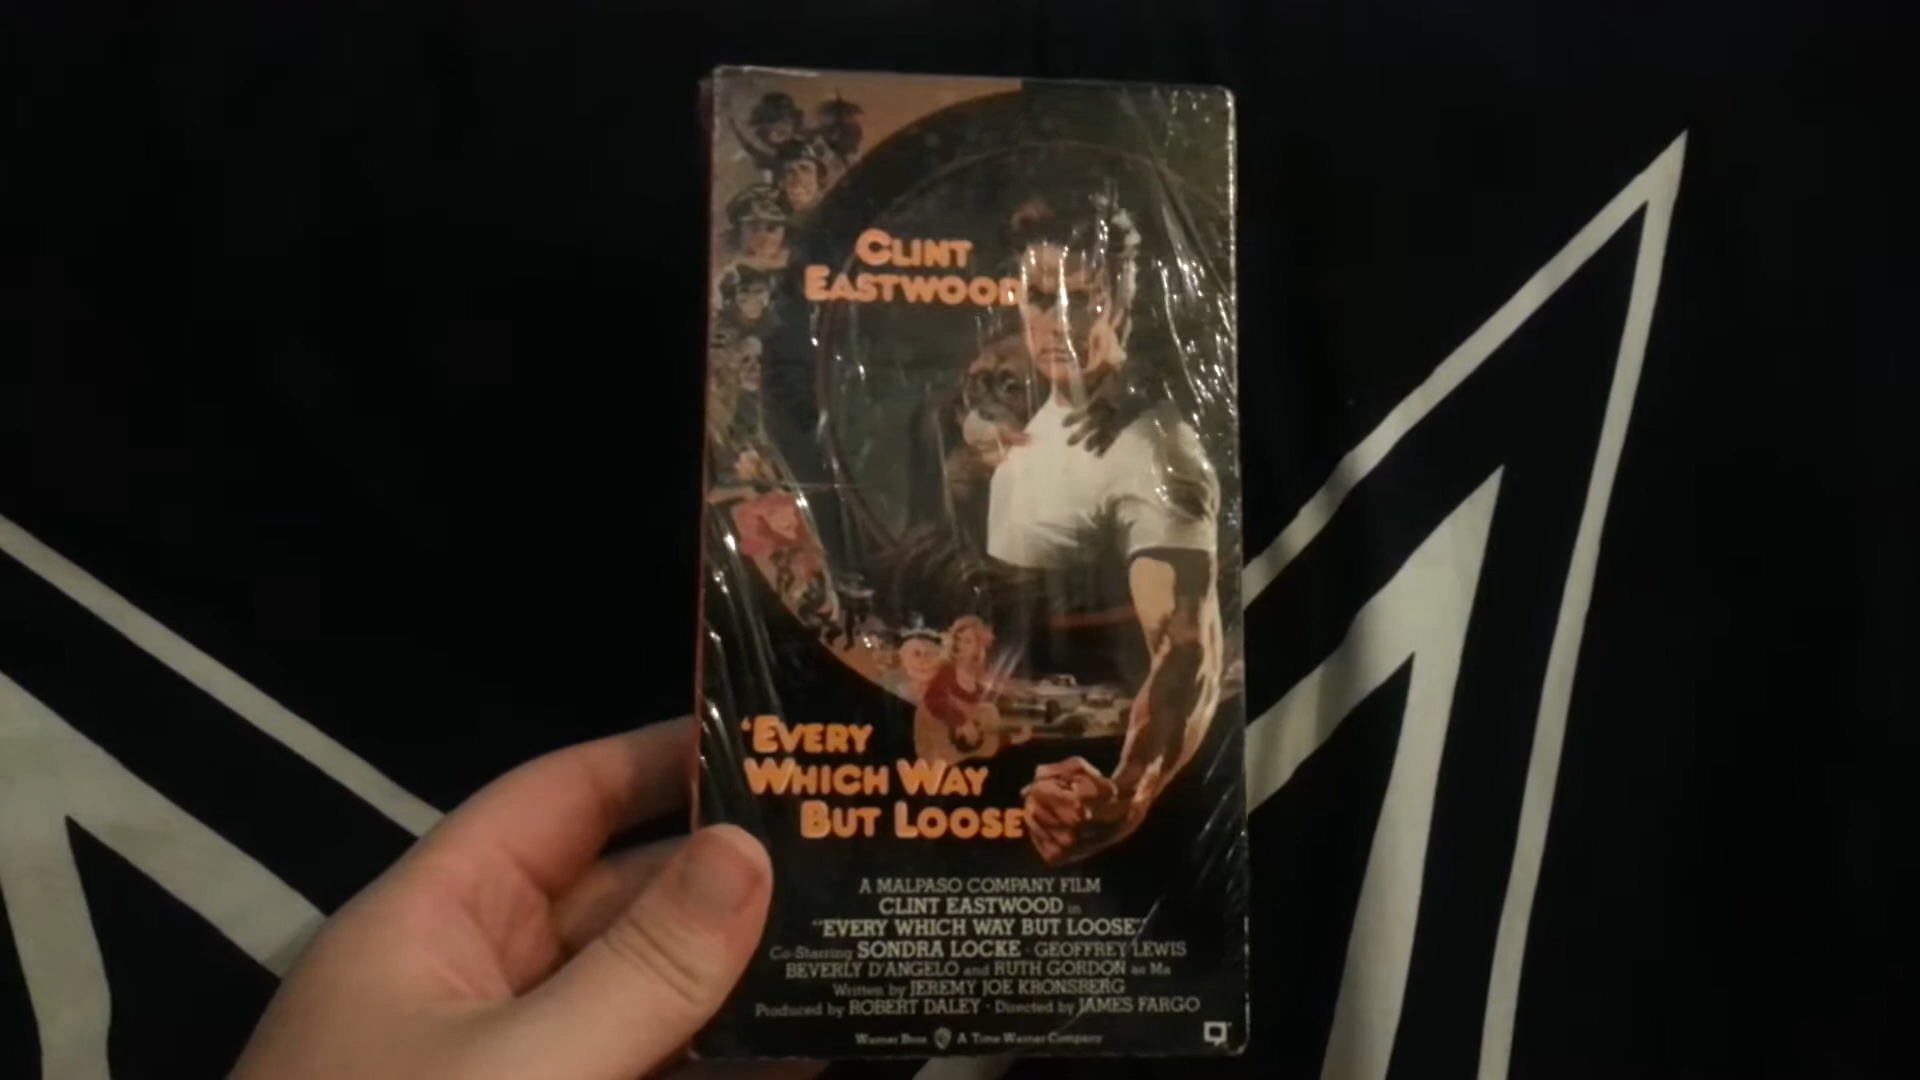 CLINT
EASTWOOD
"EVERY
WHICH WAY
BUT LOOSE
A MALPASO COMPANY FILM
CLINT EASTWOOD in
"EVERY WHICH WAY BUT LOOSE"
Co-Starring SONDRA LOCKE · GEOFFREY LEWIS
BEVERLY D'ANGELO and RUTH GORDON as Ma
Written by JEREMY JOE KRONSBERG
Produced by ROBERT DALEY · Directed by JAMES FARGO
Warner Bros A Time Warner Company